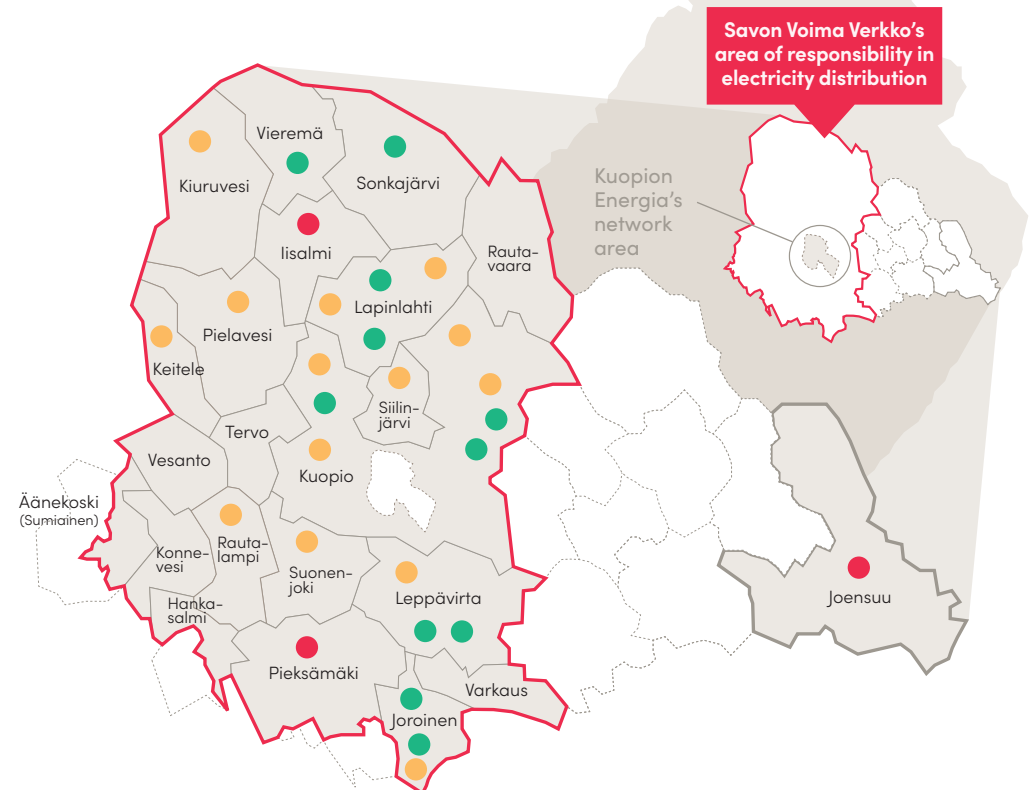 Savon Voima Verkko’s
area of responsibility in
electricity distribution
Kuopion
Energia’s
network
area
Vieremä
Kiuruvesi
Sonkajärvi
Iisalmi
Rauta-
vaara
Lapinlahti
Pielavesi
Keitele
Siilin-
järvi
Tervo
Vesanto
Kuopio
Äänekoski
(Sumiainen)
Konne-
vesi
Rauta-
lampi
Suonen-
joki
Leppävirta
Hanka-
salmi
Joensuu
Pieksämäki
Varkaus
Joroinen